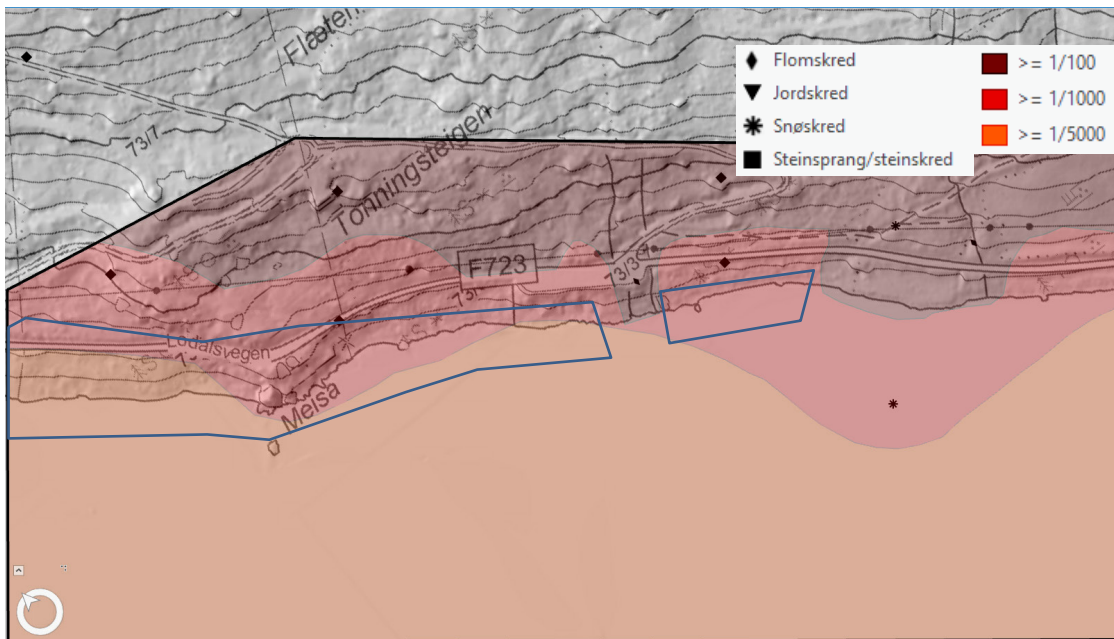 Flomskred
Jordskred
Snøskred
Steinsprang/steinskred
>= 1/100
>= 1/1000
>= 1/5000
73/7
Tonningsteigen
F723
73/3
Lodalsvegen
Meisa